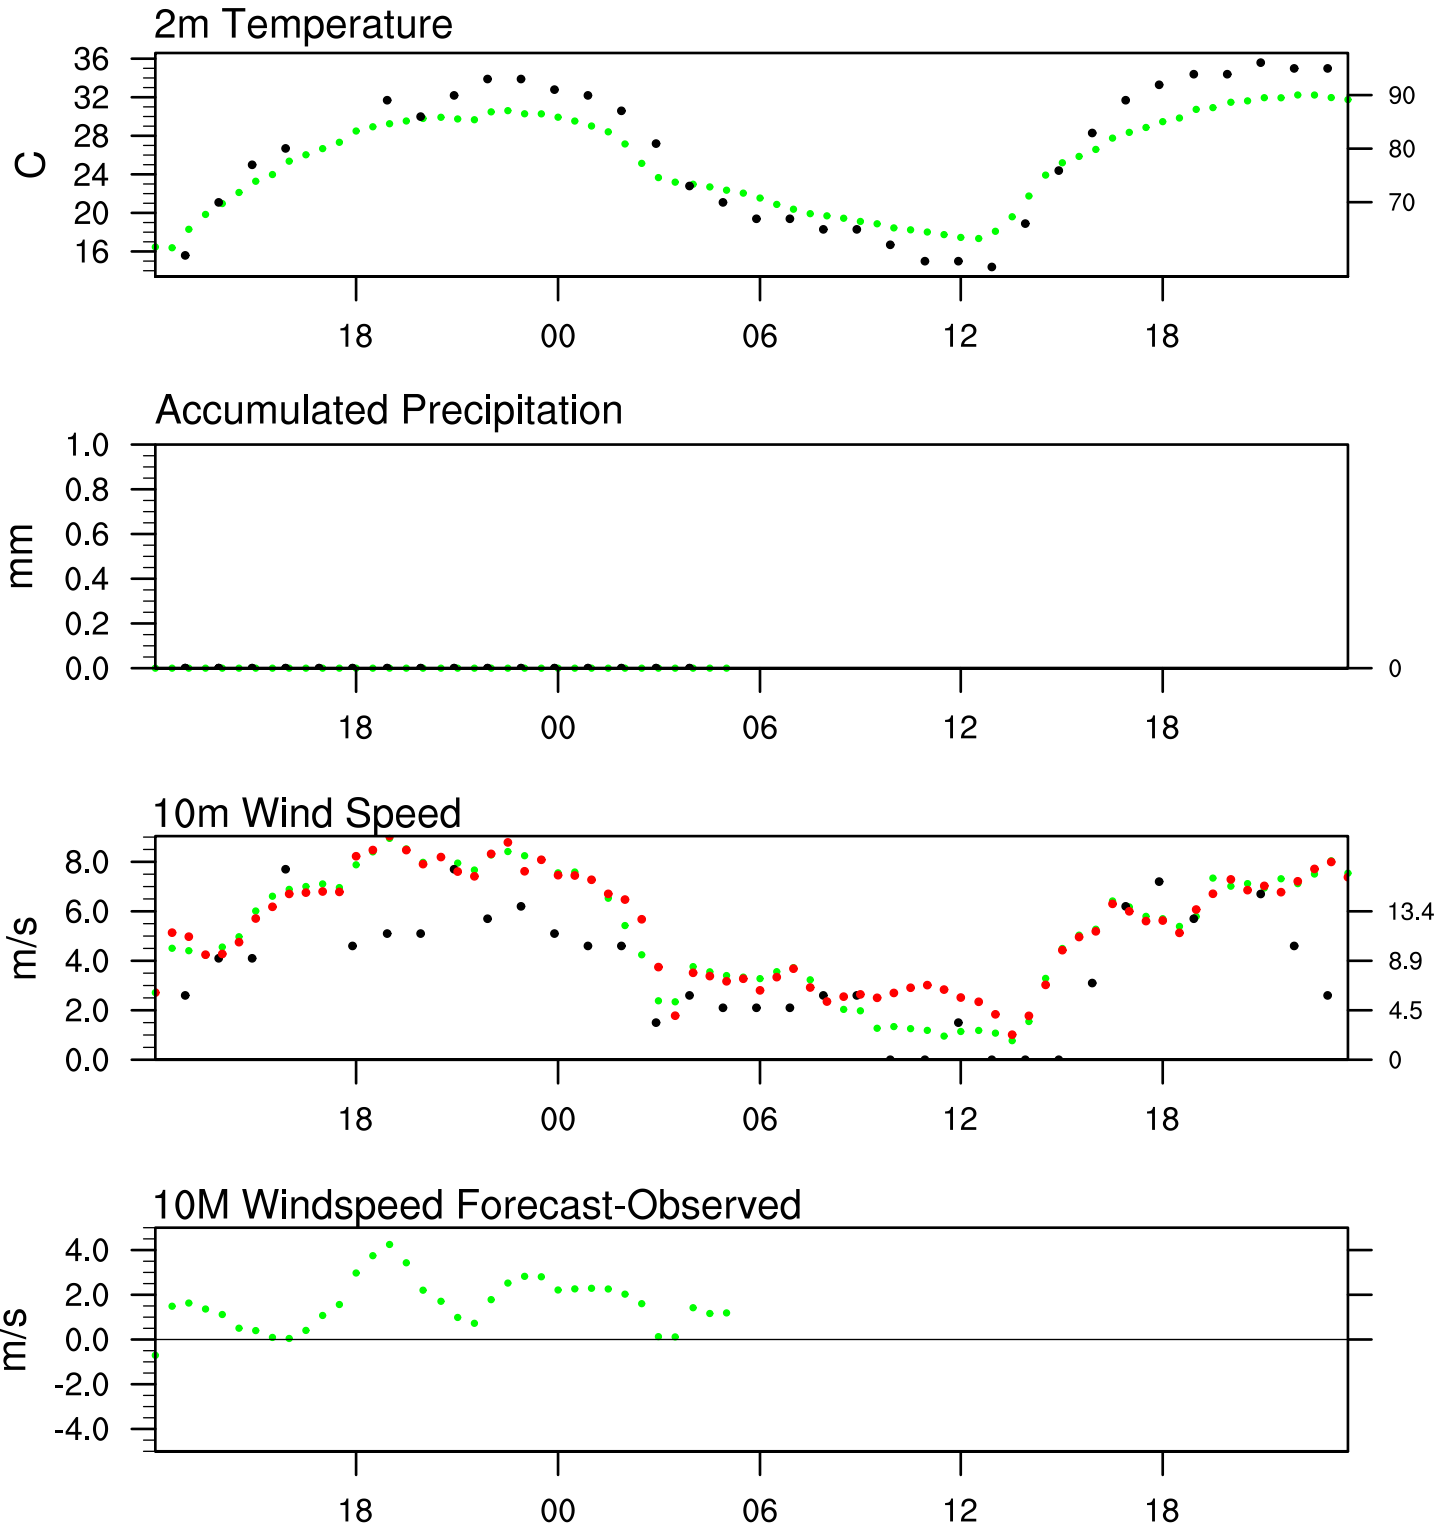 2m Temperature
36
32
28
24
20
16
C
90
80
70
18 00 06 12 18
Accumulated Precipitation
1.0
0.8
0.6
0.4
0.2
0.0
mm
0
18 00 06 12 18
10m Wind Speed
8.0
6.0
4.0
2.0
0.0
m/s
13.4
8.9
4.5
0
18 00 06 12 18
10M Windspeed Forecast-Observed
4.0
2.0
0.0
-2.0
-4.0
m/s
18 00 06 12 18